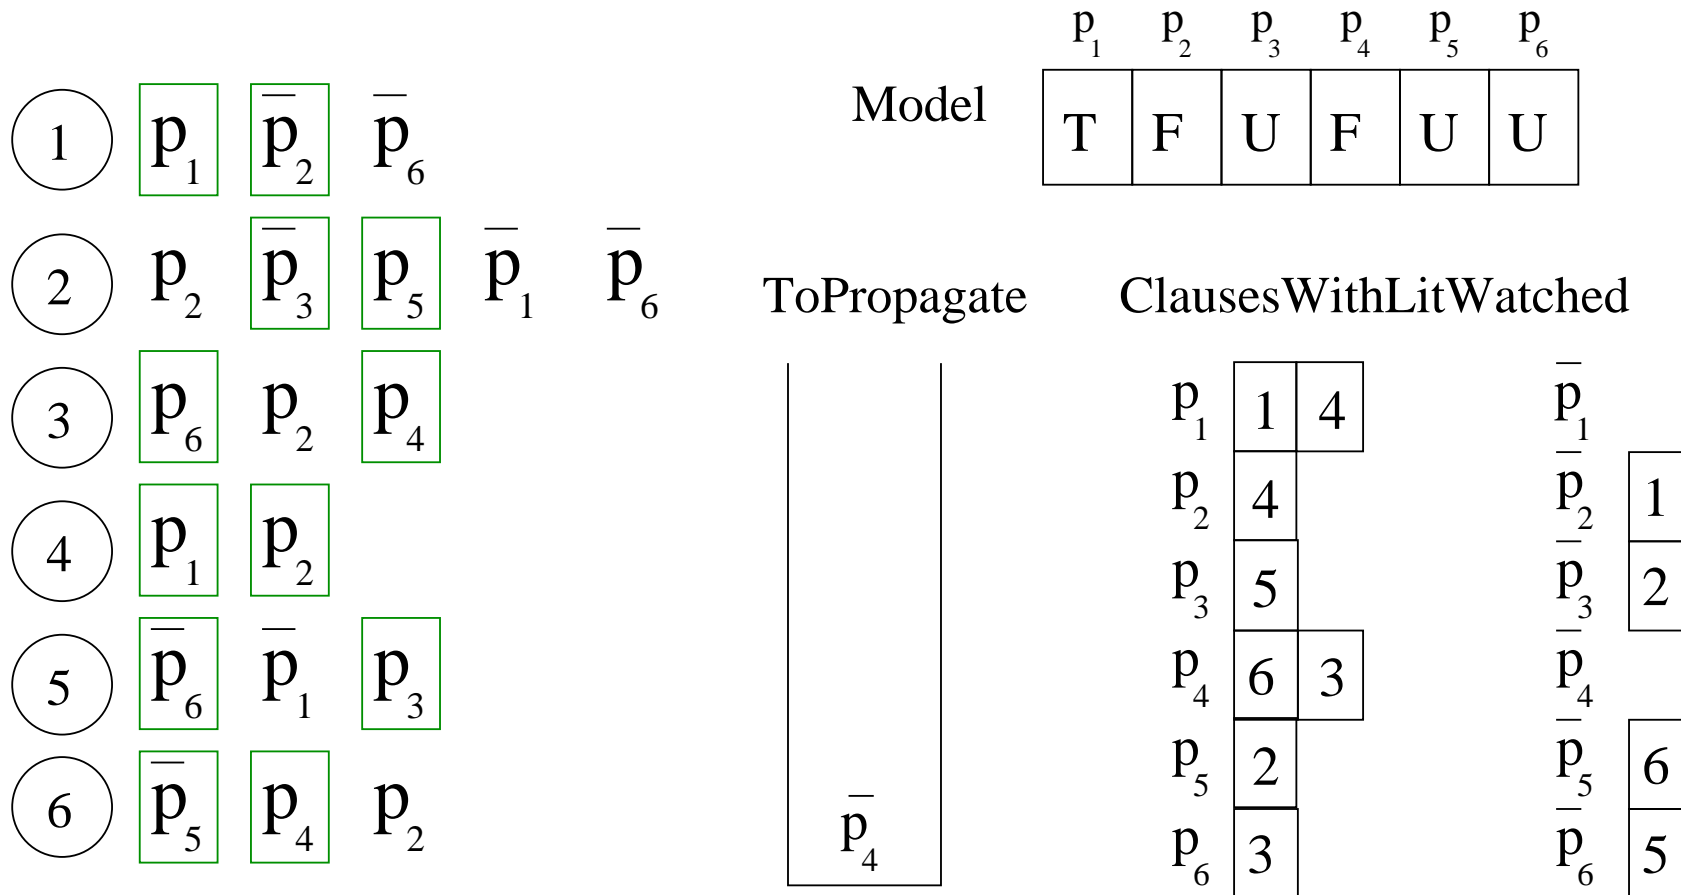 p1 p2 p3 p4 p5 p6
Model T F U F U U
1 p1 p̅2 p̅6
2 p2 p̅3 p5 p̅1 p̅6
3 p6 p2 p4
4 p1 p2
5 p̅6 p̅1 p3
6 p̅5 p4 p2
ToPropagate
p̅4
ClausesWithLitWatched
p1 1 4 p̅1
p2 4 p̅2 1
p3 5 p̅3 2
p4 6 3 p̅4
p5 2 p̅5 6
p6 3 p̅6 5